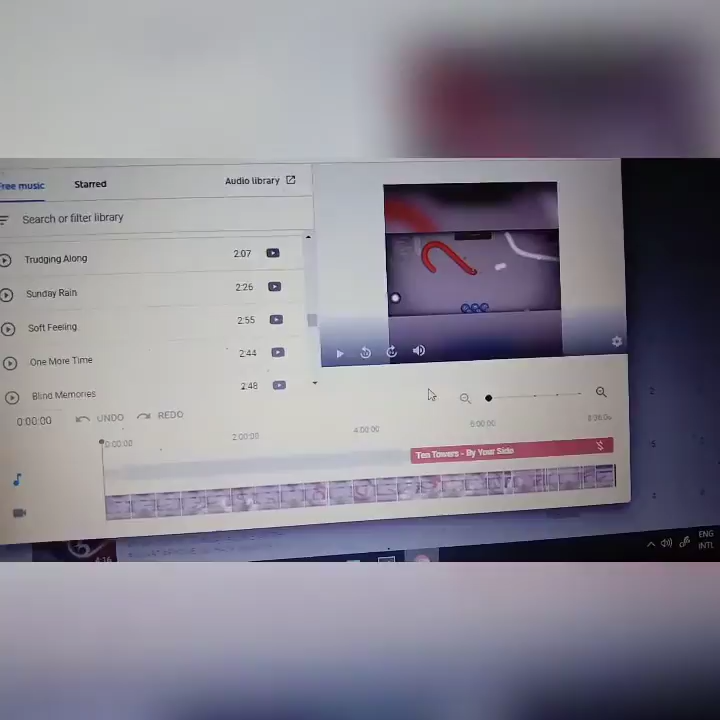 Free music
Starred
Audio library
Search or filter library
Trudging Along
2:07
Sunday Rain
2:26
Soft Feeling
2:55
One More Time
2:44
Blind Memories
2:48
0:00:00
UNDO
REDO
0:00:00
2:00:00
4:00:00
6:00:00
Ten Towers - By Your Side
ENG
INTL